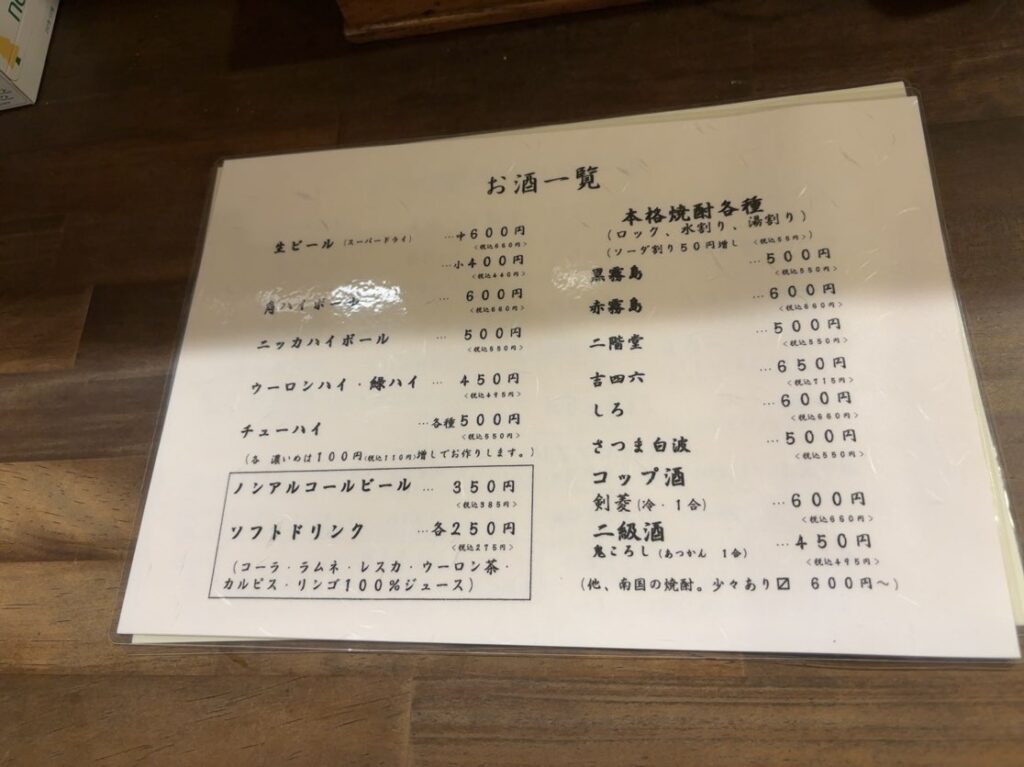 お酒一覧
生ビール (スーパードライ) …中600円
<税込660円>
…小400円
<税込440円>
角ハイボール … 600円
<税込660円>
ニッカハイボール … 500円
<税込550円>
ウーロンハイ・緑ハイ … 450円
<税込495円>
チューハイ …各種500円
<税込550円>
(各 濃いめは100円(税込110円)増しでお作りします。)
ノンアルコールビール … 350円
<税込385円>
ソフトドリンク …各250円
<税込275円>
(コーラ・ラムネ・レスカ・ウーロン茶・
カルピス・リンゴ100%ジュース)
本格焼酎各種
(ロック、水割り、湯割り)
(ソーダ割り50円増し <税込55円>)
黒霧島 …500円
<税込550円>
赤霧島 …600円
<税込660円>
二階堂 …500円
<税込550円>
吉四六 …650円
<税込715円>
しろ …600円
<税込660円>
さつま白波 …500円
<税込550円>
コップ酒
剣菱(冷・1合) …600円
<税込660円>
二級酒
鬼ころし(あつかん 1合) …450円
<税込495円>
(他、南国の焼酎。少々あり〼 600円~)